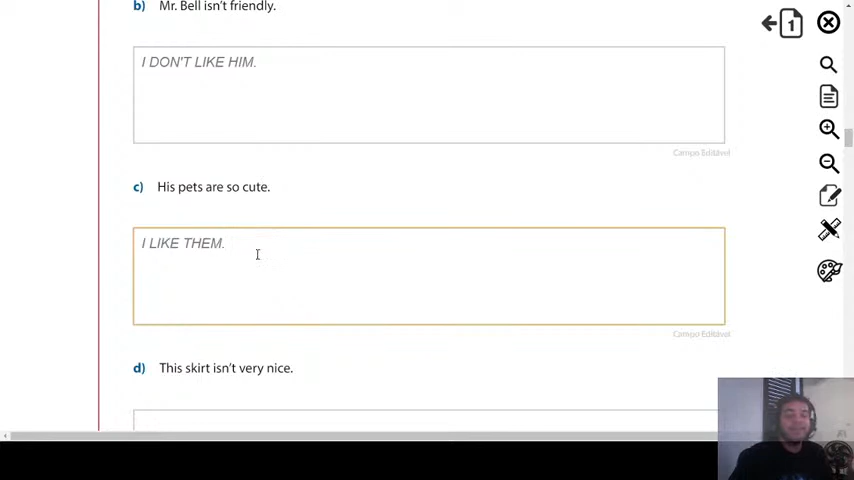 b) Mr. Bell isn't friendly.
I DON'T LIKE HIM.
Campo Editável
c) His pets are so cute.
I LIKE THEM.
Campo Editável
d) This skirt isn't very nice.
1